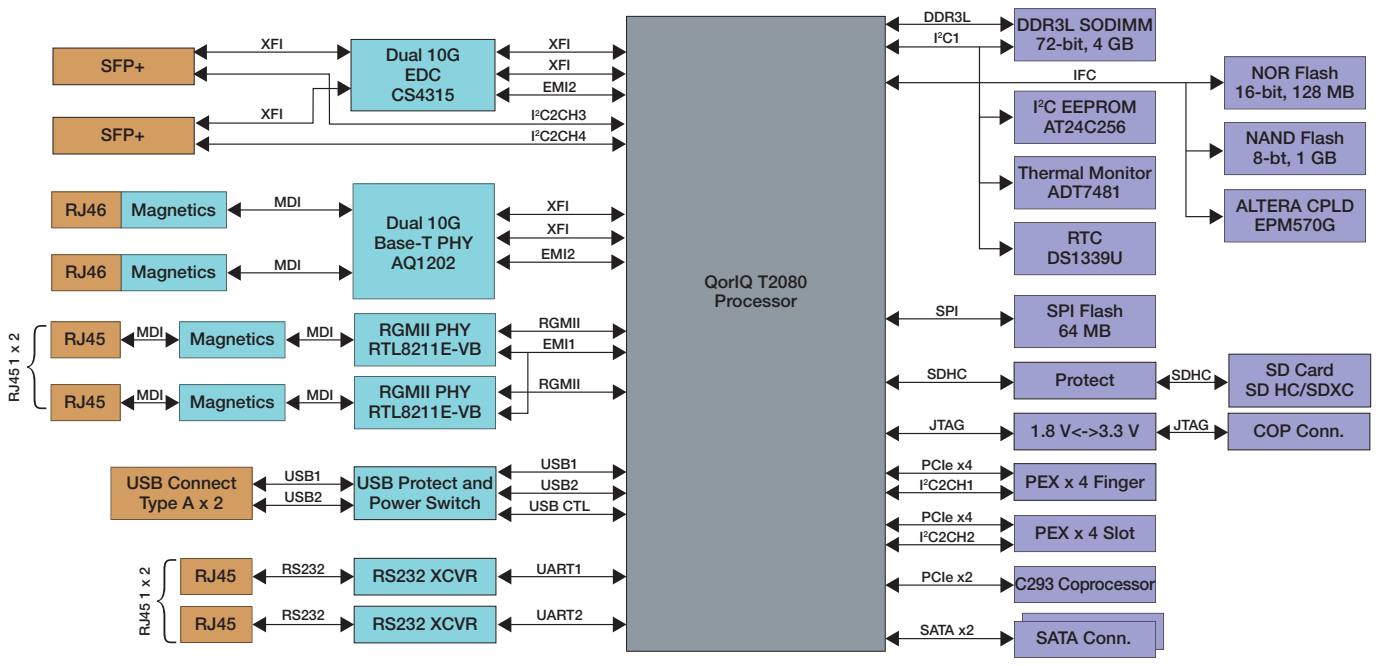 XFI
SFP+
Dual 10G
EDC
CS4315
XFI
XFI
EMI2
XFI
SFP+
I²C2CH3
I²C2CH4
RJ46
Magnetics
MDI
Dual 10G
Base-T PHY
AQ1202
XFI
XFI
EMI2
RJ46
Magnetics
MDI
RJ45 1 x 2
RJ45
MDI
Magnetics
MDI
RGMII PHY
RTL8211E-VB
RGMII
EMI1
RJ45
MDI
Magnetics
MDI
RGMII PHY
RTL8211E-VB
RGMII
USB Connect
Type A x 2
USB1
USB2
USB Protect and
Power Switch
USB1
USB2
USB CTL
RJ45 1 x 2
RJ45
RS232
RS232 XCVR
UART1
RJ45
RS232
RS232 XCVR
UART2
QorIQ T2080
Processor
DDR3L
I²C1
DDR3L SODIMM
72-bit, 4 GB
IFC
NOR Flash
16-bit, 128 MB
I²C EEPROM
AT24C256
NAND Flash
8-bt, 1 GB
Thermal Monitor
ADT7481
ALTERA CPLD
EPM570G
RTC
DS1339U
SPI
SPI Flash
64 MB
SDHC
Protect
SDHC
SD Card
SD HC/SDXC
JTAG
1.8 V<->3.3 V
JTAG
COP Conn.
PCIe x4
I²C2CH1
PEX x 4 Finger
PCIe x4
I²C2CH2
PEX x 4 Slot
PCIe x2
C293 Coprocessor
SATA x2
SATA Conn.